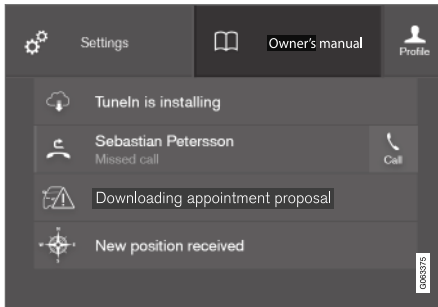 Settings
Owner's manual
Profile
TuneIn is installing
Sebastian Petersson
Missed call
Call
Downloading appointment proposal
New position received
G063375